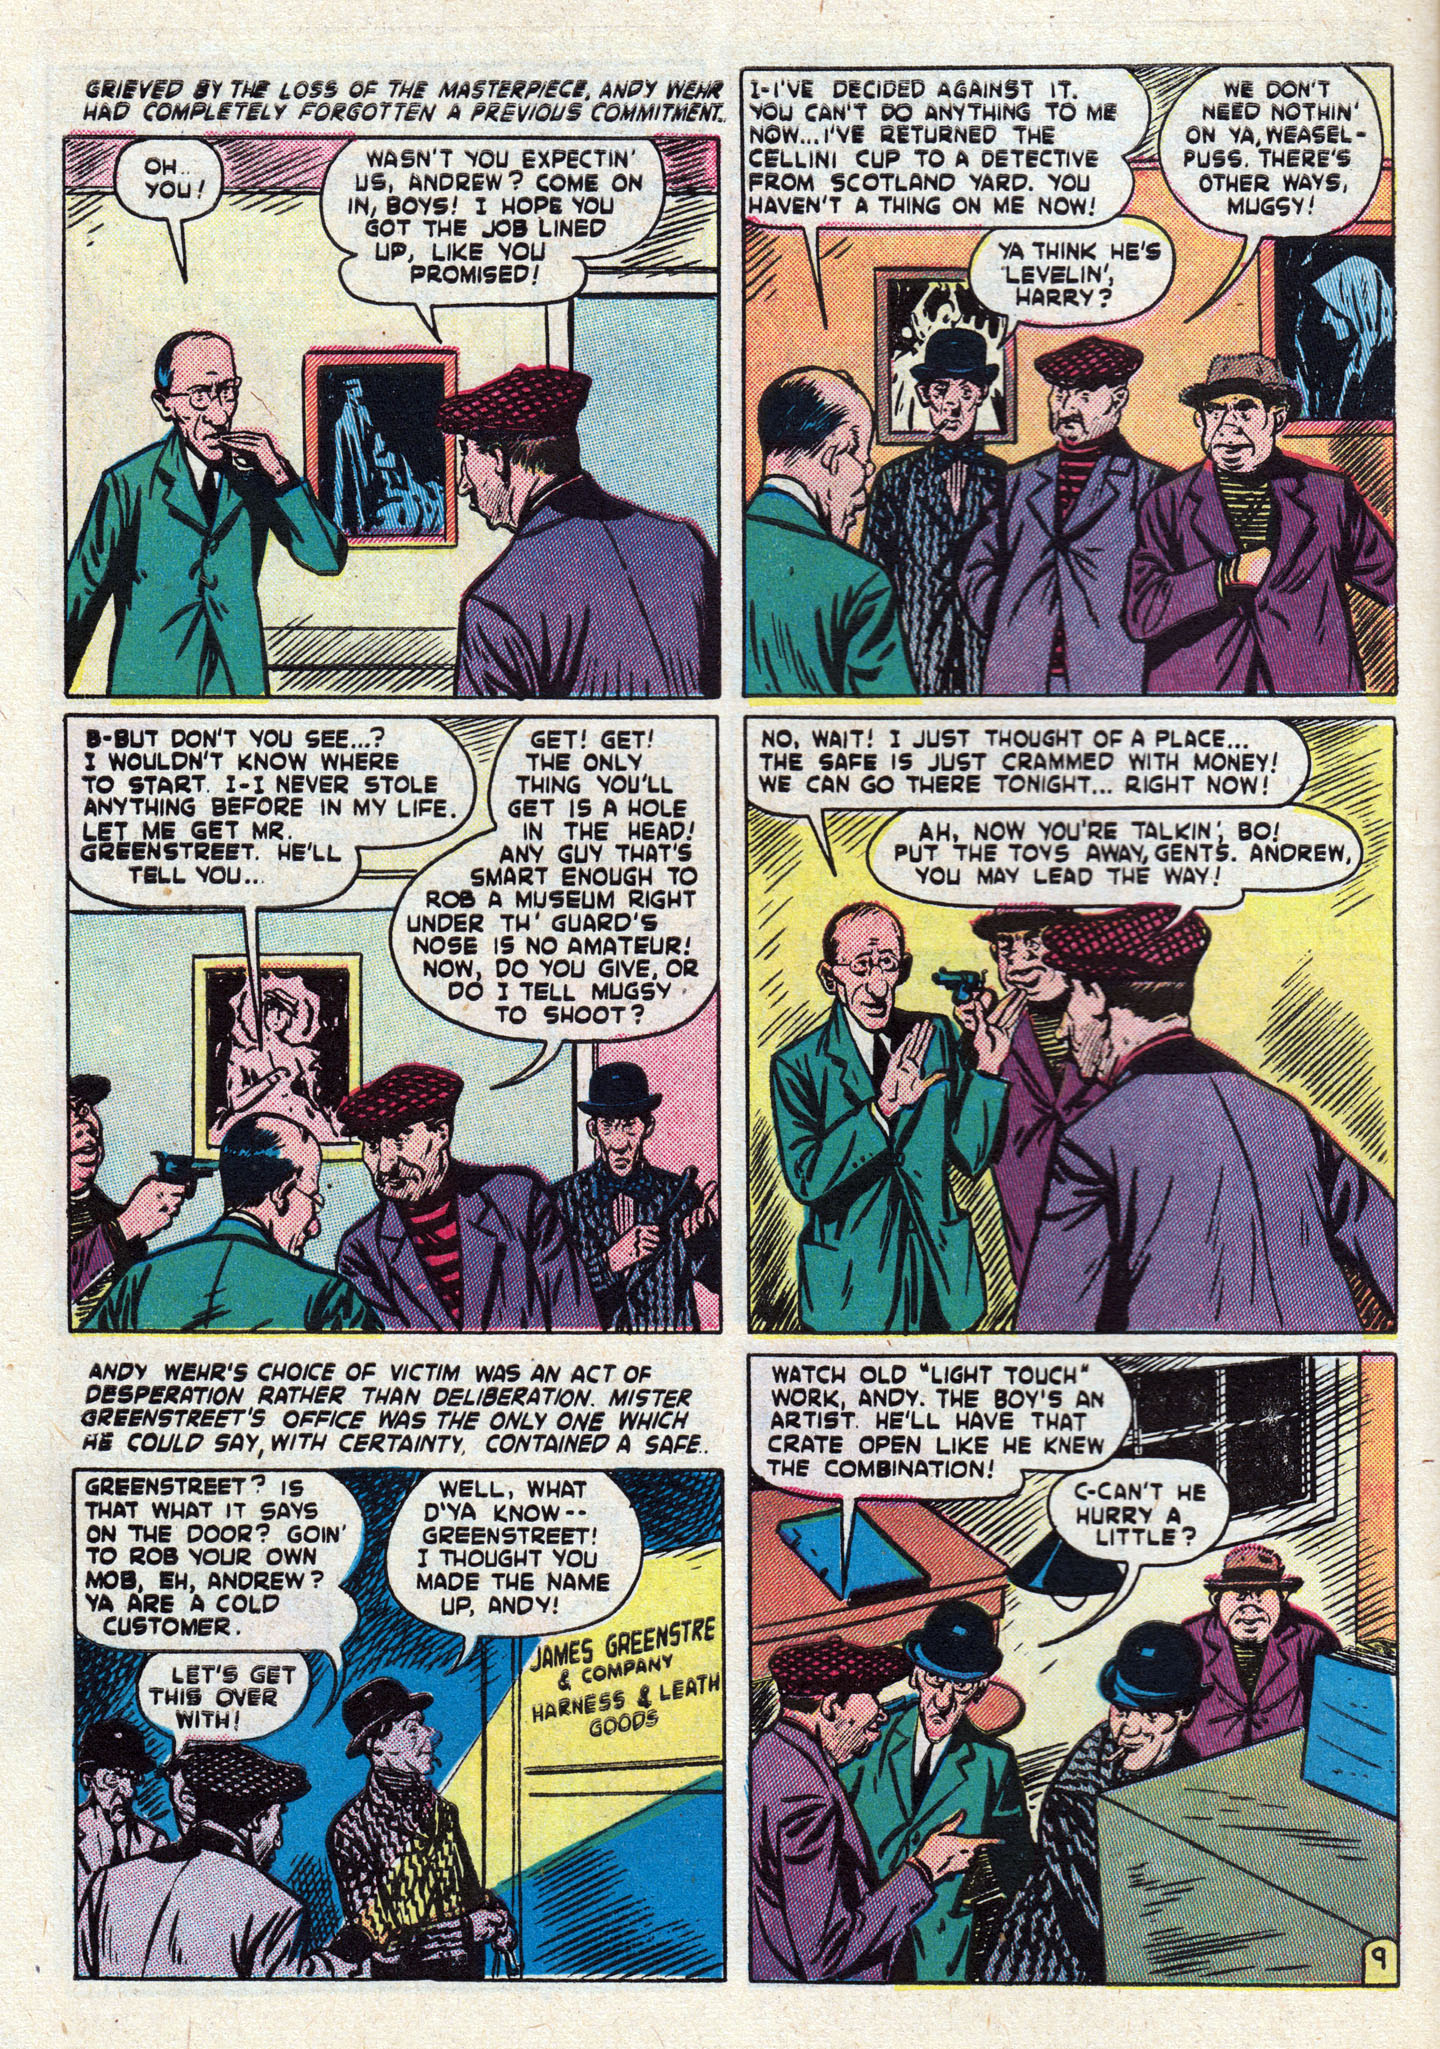 GRIEVED BY THE LOSS OF THE MASTERPIECE, ANDY WEHR
HAD COMPLETELY FORGOTTEN A PREVIOUS COMMITMENT..
OH..
YOU!
WASN'T YOU EXPECTIN'
US, ANDREW? COME ON
IN, BOYS! I HOPE YOU
GOT THE JOB LINED
UP, LIKE YOU
PROMISED!
I-I'VE DECIDED AGAINST IT.
YOU CAN'T DO ANYTHING TO ME
NOW...I'VE RETURNED THE
CELLINI CUP TO A DETECTIVE
FROM SCOTLAND YARD. YOU
HAVEN'T A THING ON ME NOW!
YA THINK HE'S
LEVELIN',
HARRY?
WE DON'T
NEED NOTHIN'
ON YA, WEASEL-
PUSS. THERE'S
OTHER WAYS,
MUGSY!
B-BUT DON'T YOU SEE...?
I WOULDN'T KNOW WHERE
TO START. I-I NEVER STOLE
ANYTHING BEFORE IN MY LIFE.
LET ME GET MR.
GREENSTREET. HE'LL
TELL YOU...
GET! GET!
THE ONLY
THING YOU'LL
GET IS A HOLE
IN THE HEAD!
ANY GUY THAT'S
SMART ENOUGH TO
ROB A MUSEUM RIGHT
UNDER TH' GUARD'S
NOSE IS NO AMATEUR!
NOW, DO YOU GIVE, OR
DO I TELL MUGSY
TO SHOOT?
NO, WAIT! I JUST THOUGHT OF A PLACE...
THE SAFE IS JUST CRAMMED WITH MONEY!
WE CAN GO THERE TONIGHT... RIGHT NOW!
AH, NOW YOU'RE TALKIN', BO!
PUT THE TOYS AWAY, GENTS. ANDREW,
YOU MAY LEAD THE WAY!
ANDY WEHR'S CHOICE OF VICTIM WAS AN ACT OF
DESPERATION RATHER THAN DELIBERATION. MISTER
GREENSTREET'S OFFICE WAS THE ONLY ONE WHICH
HE COULD SAY, WITH CERTAINTY, CONTAINED A SAFE..
GREENSTREET? IS
THAT WHAT IT SAYS
ON THE DOOR? GOIN'
TO ROB YOUR OWN
MOB, EH, ANDREW?
YA ARE A COLD
CUSTOMER.
LET'S GET
THIS OVER
WITH!
WELL, WHAT
D'YA KNOW--
GREENSTREET!
I THOUGHT YOU
MADE THE NAME
UP, ANDY!
JAMES GREENSTRE
& COMPANY
HARNESS & LEATH
GOODS
WATCH OLD "LIGHT TOUCH"
WORK, ANDY. THE BOY'S AN
ARTIST. HE'LL HAVE THAT
CRATE OPEN LIKE HE KNEW
THE COMBINATION!
C-CAN'T HE
HURRY A
LITTLE?
9